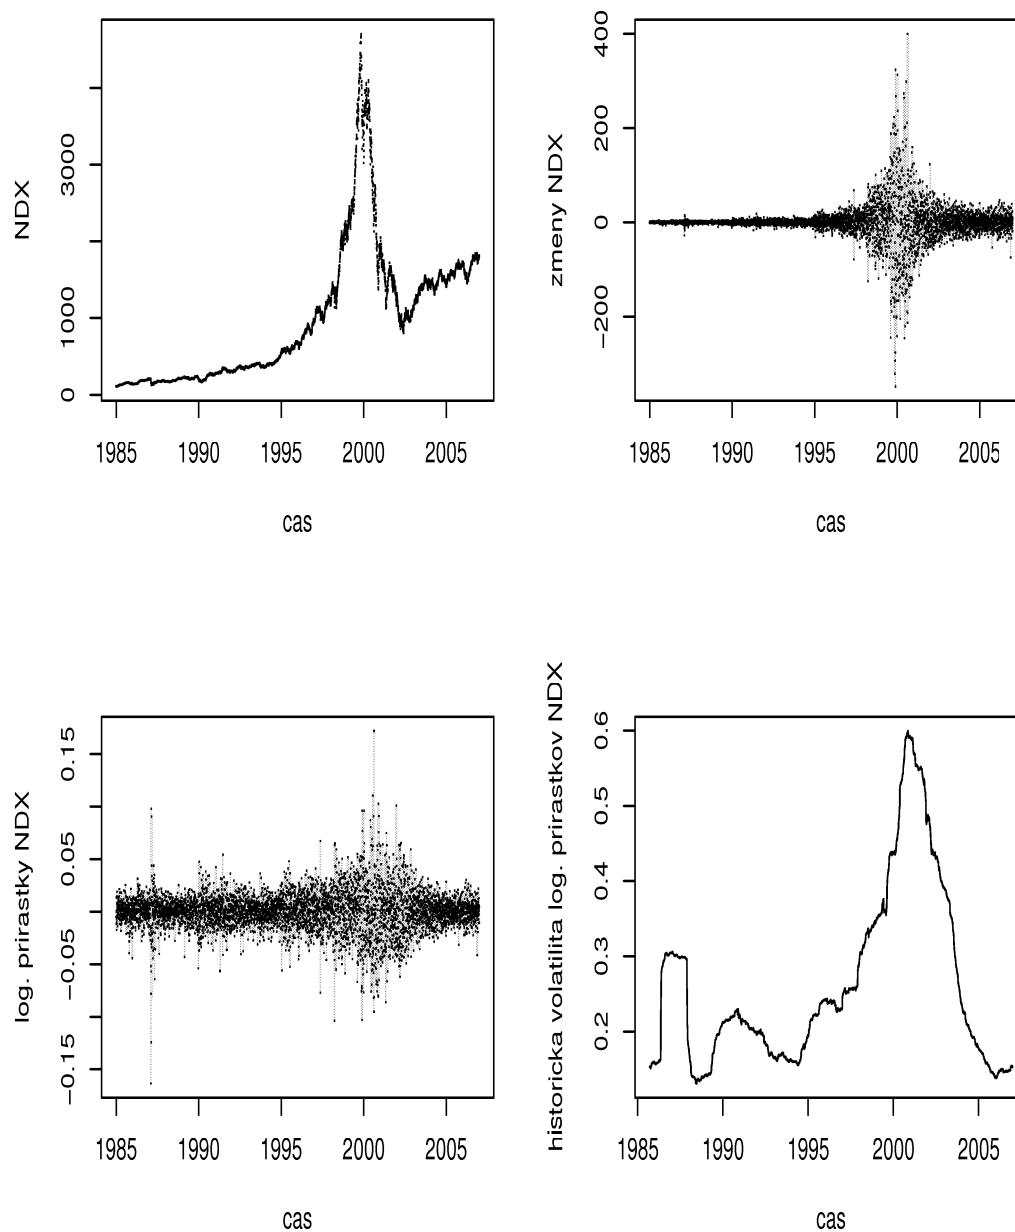 NDX
0
1000
3000
1985 1990 1995 2000 2005
cas
zmeny NDX
−200
0
200
400
1985 1990 1995 2000 2005
cas
log. prirastky NDX
−0.15
−0.05
0.05
0.15
1985 1990 1995 2000 2005
cas
historicka volatilita log. prirastkov NDX
0.2
0.3
0.4
0.5
0.6
1985 1990 1995 2000 2005
cas